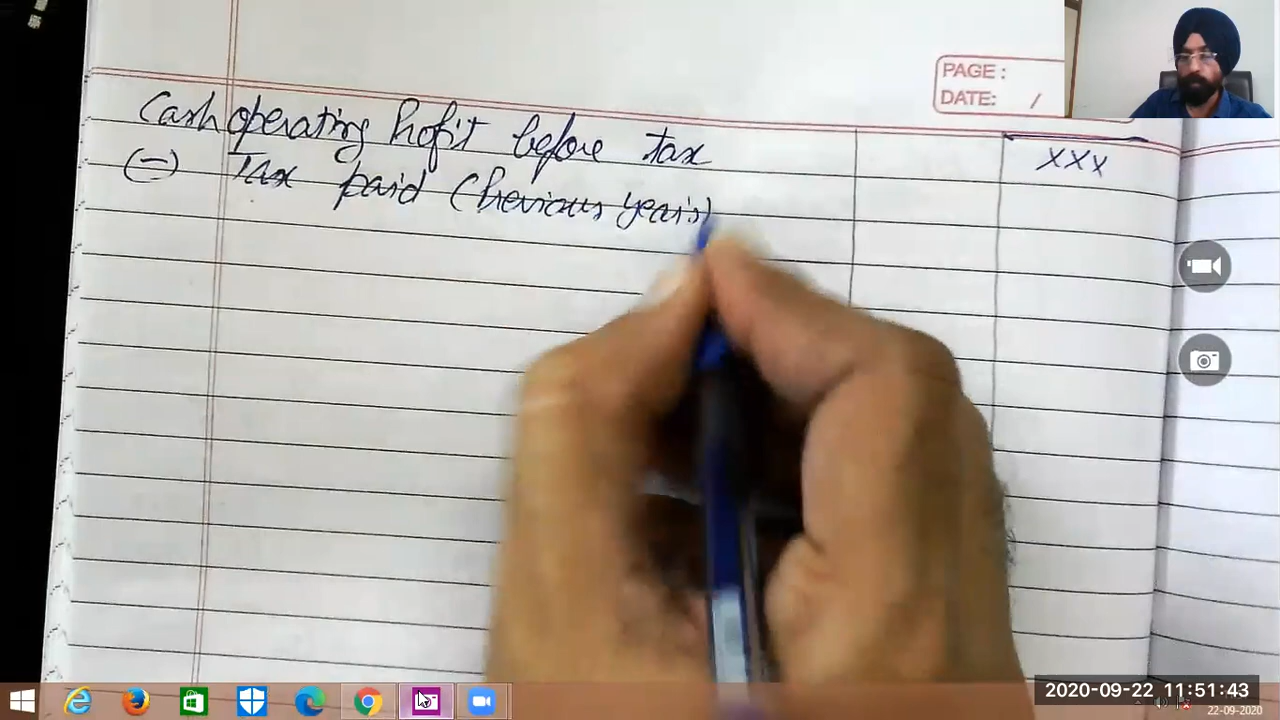 PAGE:
DATE: /
Cash operating Profit before tax
XXX
(-) Tax paid (Previous year's)
2020-09-22 11:51:43
22-09-2020